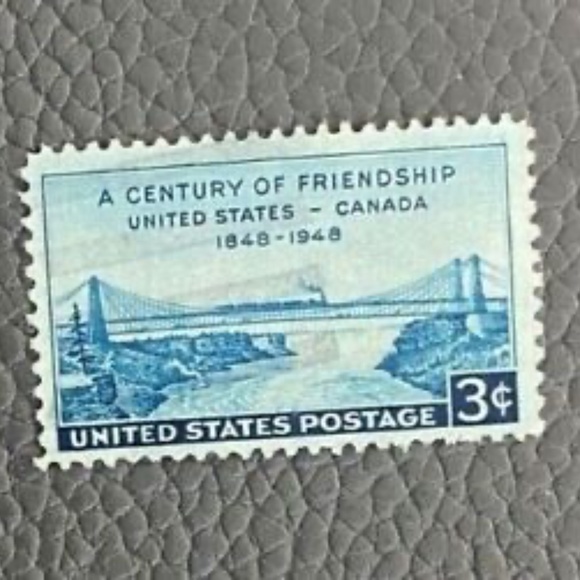 A CENTURY OF FRIENDSHIP
UNITED STATES - CANADA
1848-1948
3¢
UNITED STATES POSTAGE